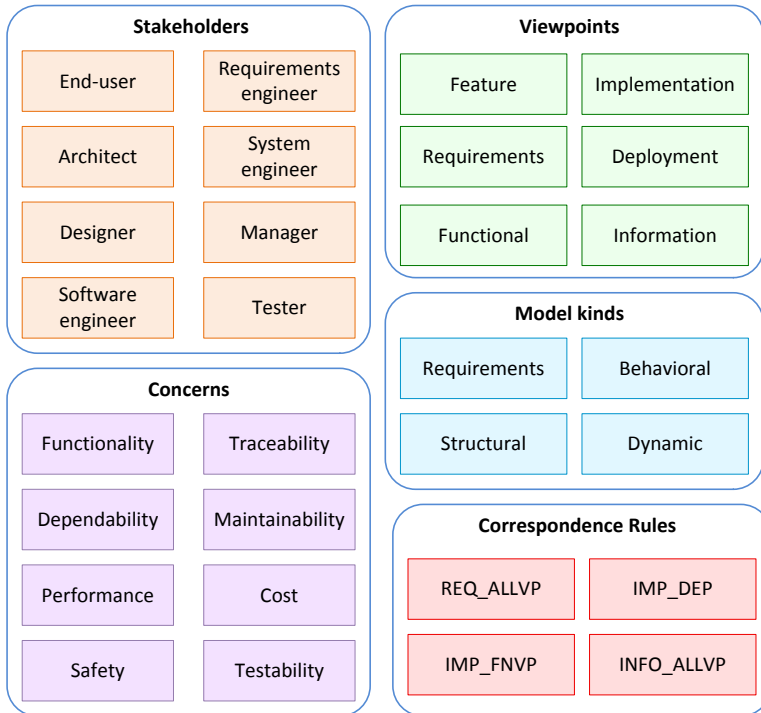 Stakeholders
End-user
Requirements
engineer
Architect
System
engineer
Designer
Manager
Software
engineer
Tester
Concerns
Functionality
Traceability
Dependability
Maintainability
Performance
Cost
Safety
Testability
Viewpoints
Feature
Implementation
Requirements
Deployment
Functional
Information
Model kinds
Requirements
Behavioral
Structural
Dynamic
Correspondence Rules
REQ_ALLVP
IMP_DEP
IMP_FNVP
INFO_ALLVP